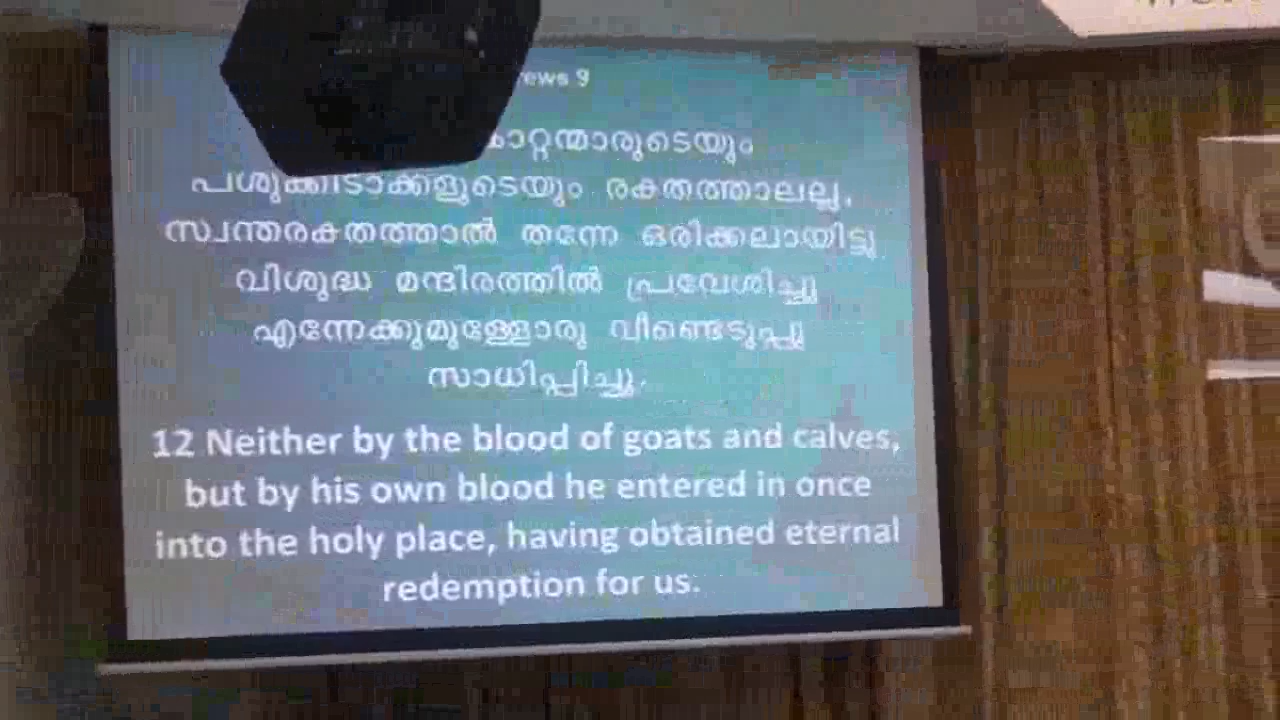 9
പശുക്കിടാക്കളുടെയും രക്തത്താലല്ല,
സ്വന്തരക്തത്താൽ തന്നേ ഒരിക്കലായിട്ടു
വിശുദ്ധ മന്ദിരത്തിൽ പ്രവേശിച്ചു
എന്നേക്കുമുള്ളോരു വീണ്ടെടുപ്പു
സാധിപ്പിച്ചു.
12 Neither by the blood of goats and calves,
but by his own blood he entered in once
into the holy place, having obtained eternal
redemption for us.